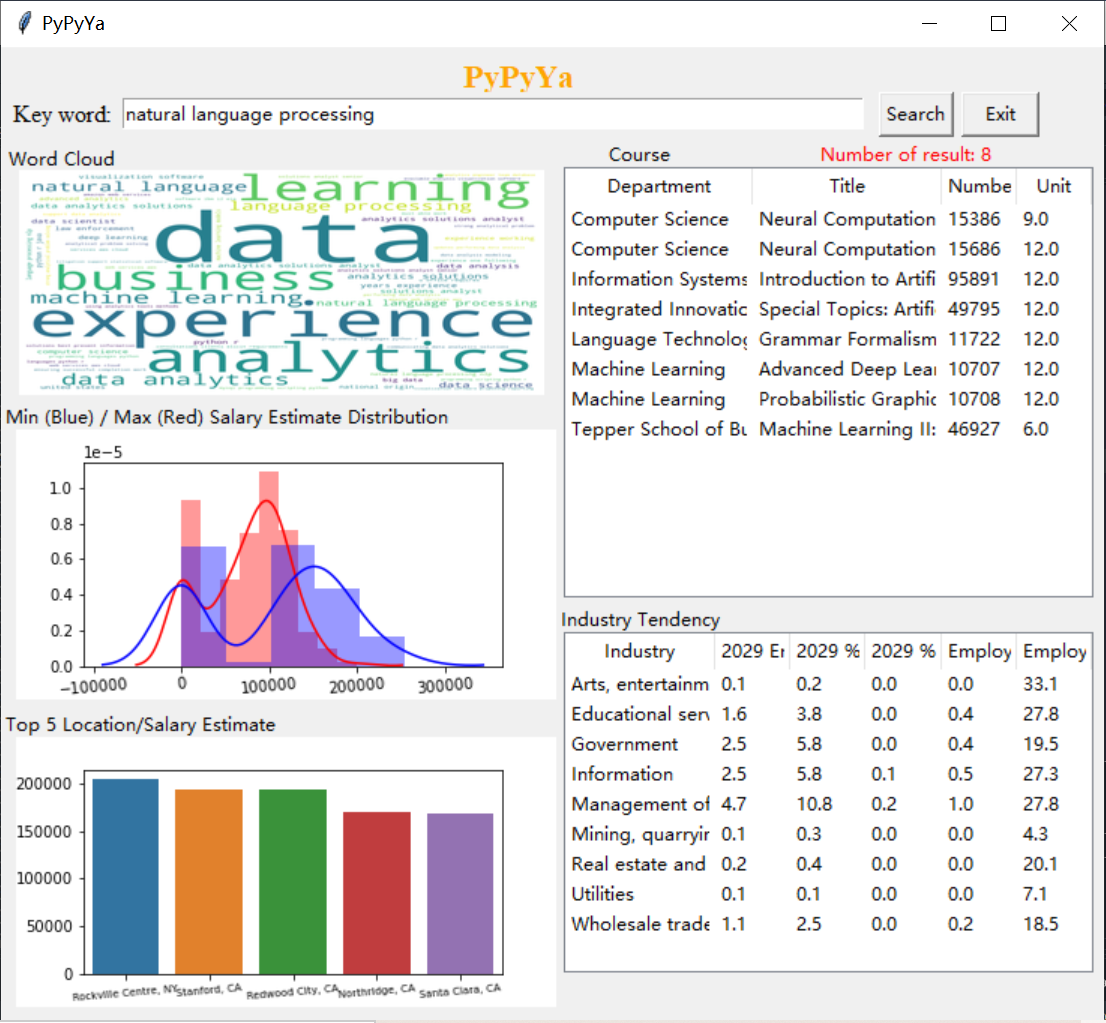 PyPyYa
PyPyYa
Key word: natural language processing Search Exit
Word Cloud
visualization software
natural language learning
advanced analytics language processing
data analytics solutions
data scientist data analytics solutions analyst
law enforcement
deep learning experience working
data analytics solutions analyst data analysis
business analytics solutions
years experience
machine learning solutions analyst
natural language processing
experience
python r
computer science analytics
data analytics big data
united states national origin data science
Min (Blue) / Max (Red) Salary Estimate Distribution
1e−5
1.0
0.8
0.6
0.4
0.2
0.0
−100000 0 100000 200000 300000
Top 5 Location/Salary Estimate
200000
150000
100000
50000
0
Rockville Centre, NY Stanford, CA Redwood City, CA Northridge, CA Santa Clara, CA
Course Number of result: 8
Department Title Numbe Unit
Computer Science Neural Computation 15386 9.0
Computer Science Neural Computation 15686 12.0
Information Systems Introduction to Artifi 95891 12.0
Integrated Innovatic Special Topics: Artifi 49795 12.0
Language Technolog Grammar Formalism 11722 12.0
Machine Learning Advanced Deep Lear 10707 12.0
Machine Learning Probabilistic Graphic 10708 12.0
Tepper School of Bu Machine Learning II: 46927 6.0
Industry Tendency
Industry 2029 Er 2029 % 2029 % Employ Employ
Arts, entertainm 0.1 0.2 0.0 0.0 33.1
Educational serv 1.6 3.8 0.0 0.4 27.8
Government 2.5 5.8 0.0 0.4 19.5
Information 2.5 5.8 0.1 0.5 27.3
Management of 4.7 10.8 0.2 1.0 27.8
Mining, quarryir 0.1 0.3 0.0 0.0 4.3
Real estate and 0.2 0.4 0.0 0.0 20.1
Utilities 0.1 0.1 0.0 0.0 7.1
Wholesale trade 1.1 2.5 0.0 0.2 18.5